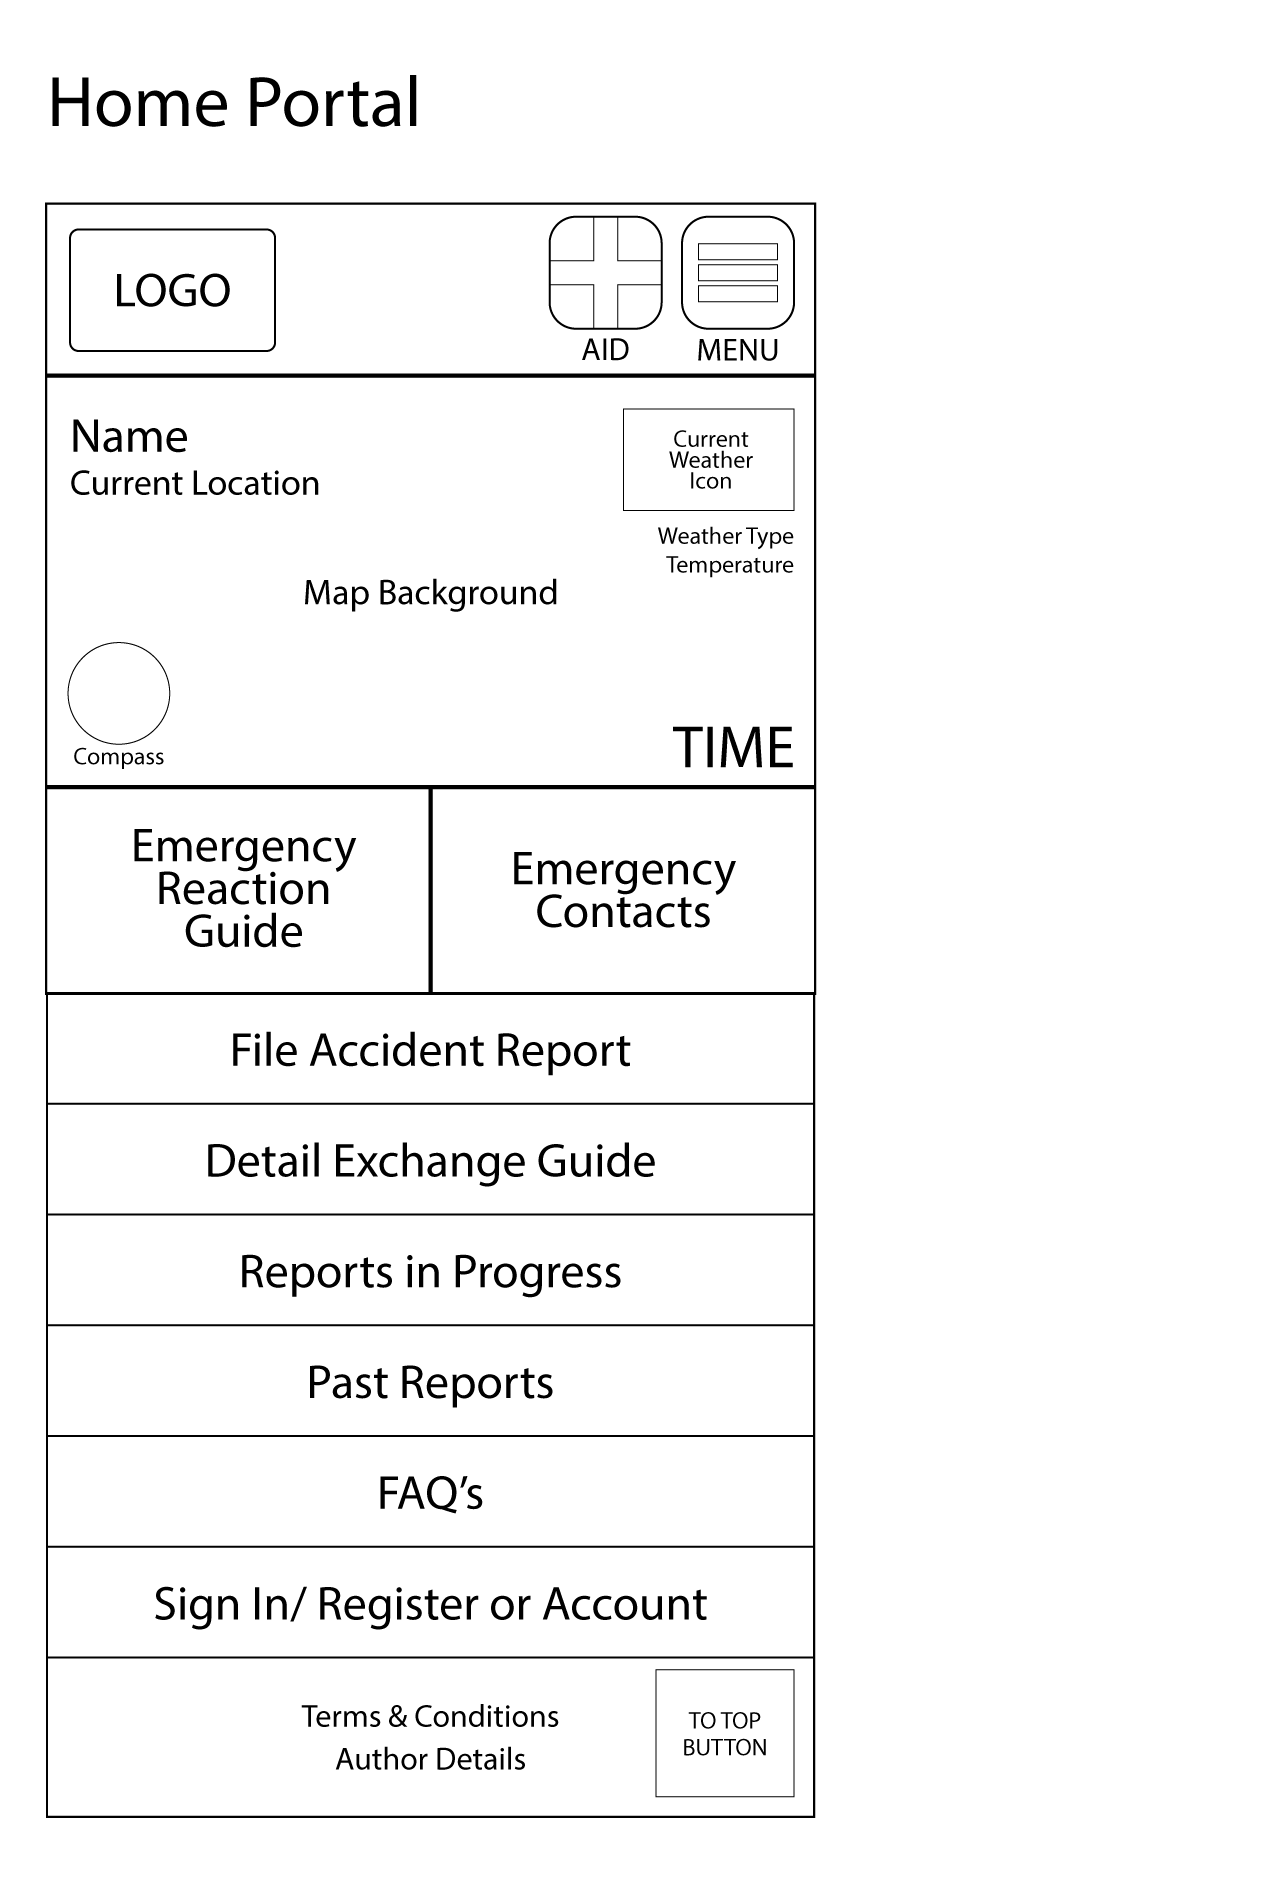 Home Portal
LOGO
AID
MENU
Name
Current Location
Current
Weather
Icon
Weather Type
Temperature
Map Background
Compass
TIME
Emergency
Reaction
Guide
Emergency
Contacts
File Accident Report
Detail Exchange Guide
Reports in Progress
Past Reports
FAQ’s
Sign In/ Register or Account
Terms & Conditions
Author Details
TO TOP
BUTTON